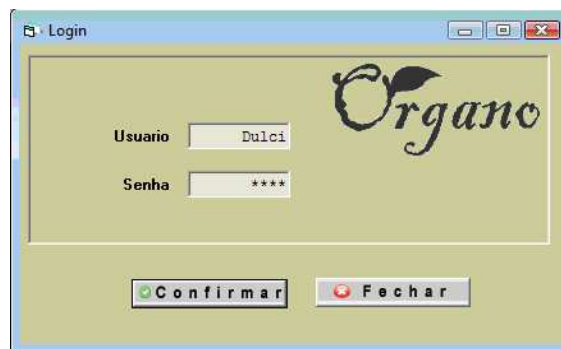 Login
Organo
Usuario Dulci
Senha ****
Confirmar Fechar